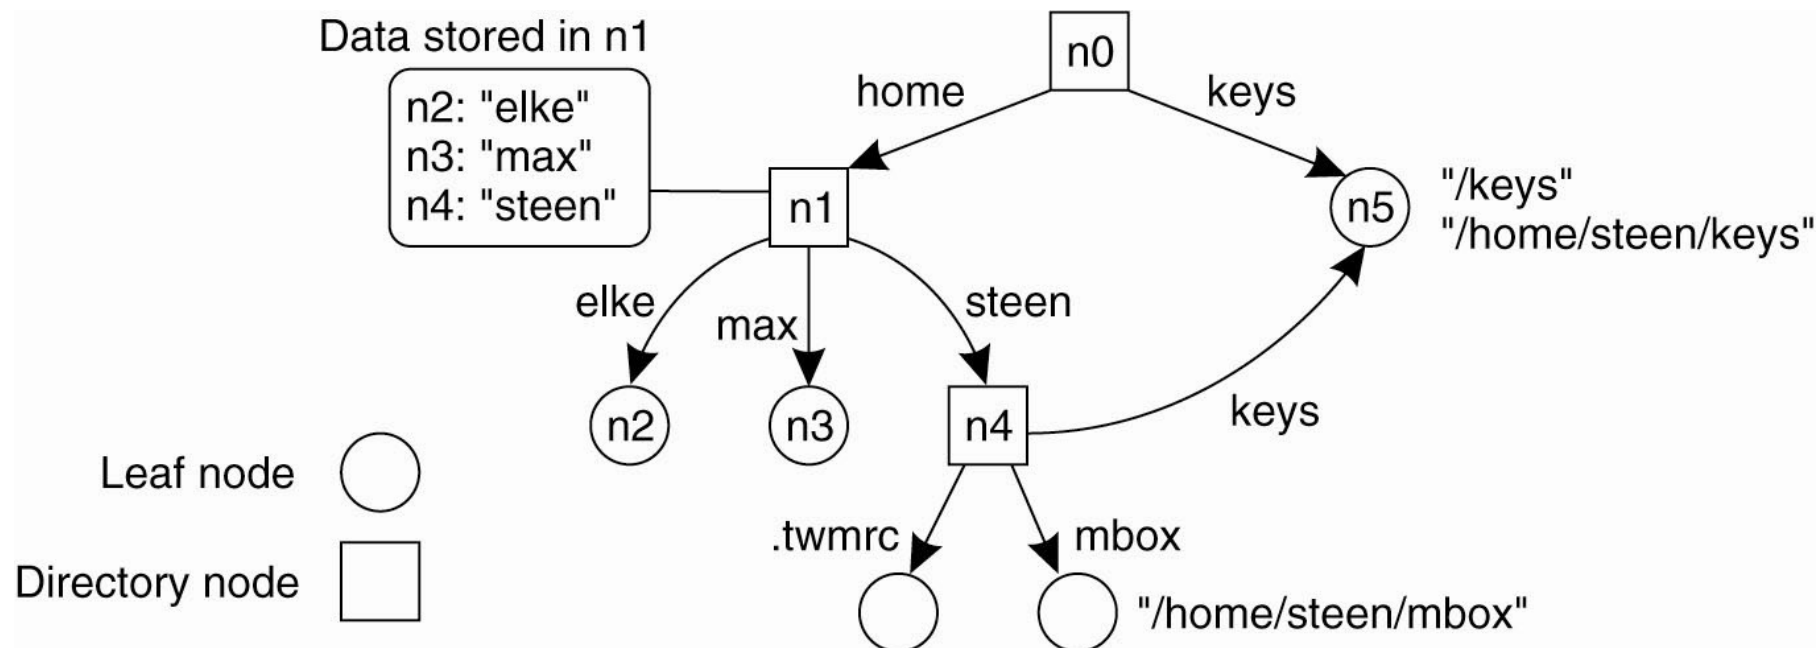 Data stored in n1
n2: "elke"
n3: "max"
n4: "steen"
n0
home
keys
n1
n5
"/keys"
"/home/steen/keys"
elke
max
steen
n2
n3
n4
keys
Leaf node
.twmrc
mbox
Directory node
"/home/steen/mbox"